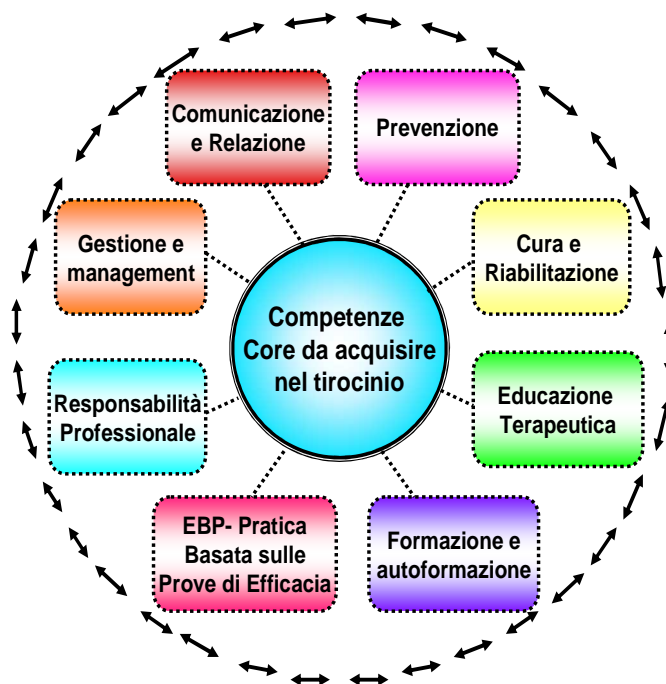 Comunicazione
e Relazione
Prevenzione
Gestione e
management
Cura e
Riabilitazione
Competenze
Core da acquisire
nel tirocinio
Responsabilità
Professionale
Educazione
Terapeutica
EBP- Pratica
Basata sulle
Prove di Efficacia
Formazione e
autoformazione